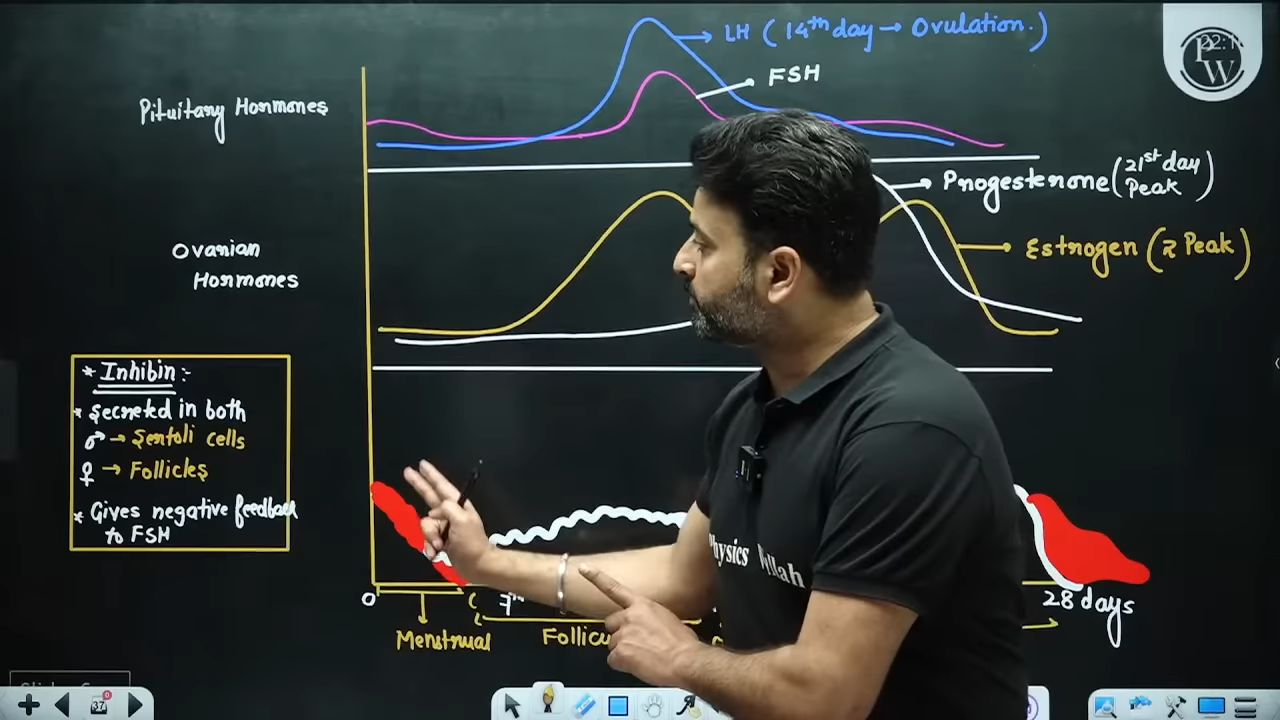 LH (14th day → Ovulation.)
FSH
Pituitary Hormones
Progesterone (21st day Peak)
Ovarian
Hormones
Estrogen (2 Peak)
* Inhibin :-
* Secreted in both
♂ → Sertoli cells
♀ → Follicles
* Gives negative feedback
to FSH
Physics Wallah
0
28 days
Menstrual
PW